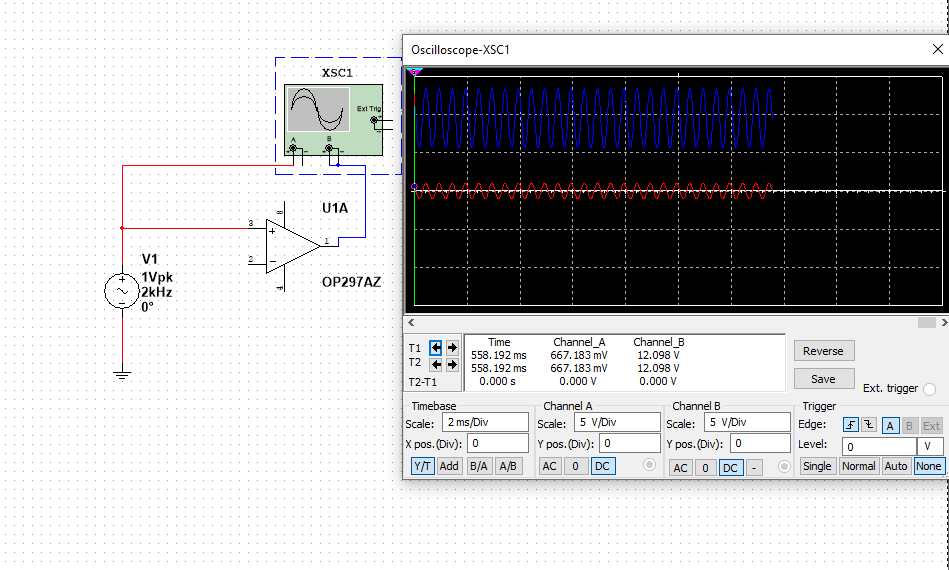 XSC1
Ext Trig
+
-
A
B
+ - + -
U1A
8
3
+
1
2
-
4
OP297AZ
V1
1Vpk
2kHz
0°
Oscilloscope-XSC1
Time Channel_A Channel_B
T1 558.192 ms 667.183 mV 12.098 V
T2 558.192 ms 667.183 mV 12.098 V
T2-T1 0.000 s 0.000 V 0.000 V
Reverse
Save
Ext. trigger
Timebase
Scale: 2 ms/Div
X pos.(Div): 0
Y/T Add B/A A/B
Channel A
Scale: 5 V/Div
Y pos.(Div): 0
AC 0 DC
Channel B
Scale: 5 V/Div
Y pos.(Div): 0
AC 0 DC -
Trigger
Edge: A B Ext
Level: 0 V
Single Normal Auto None